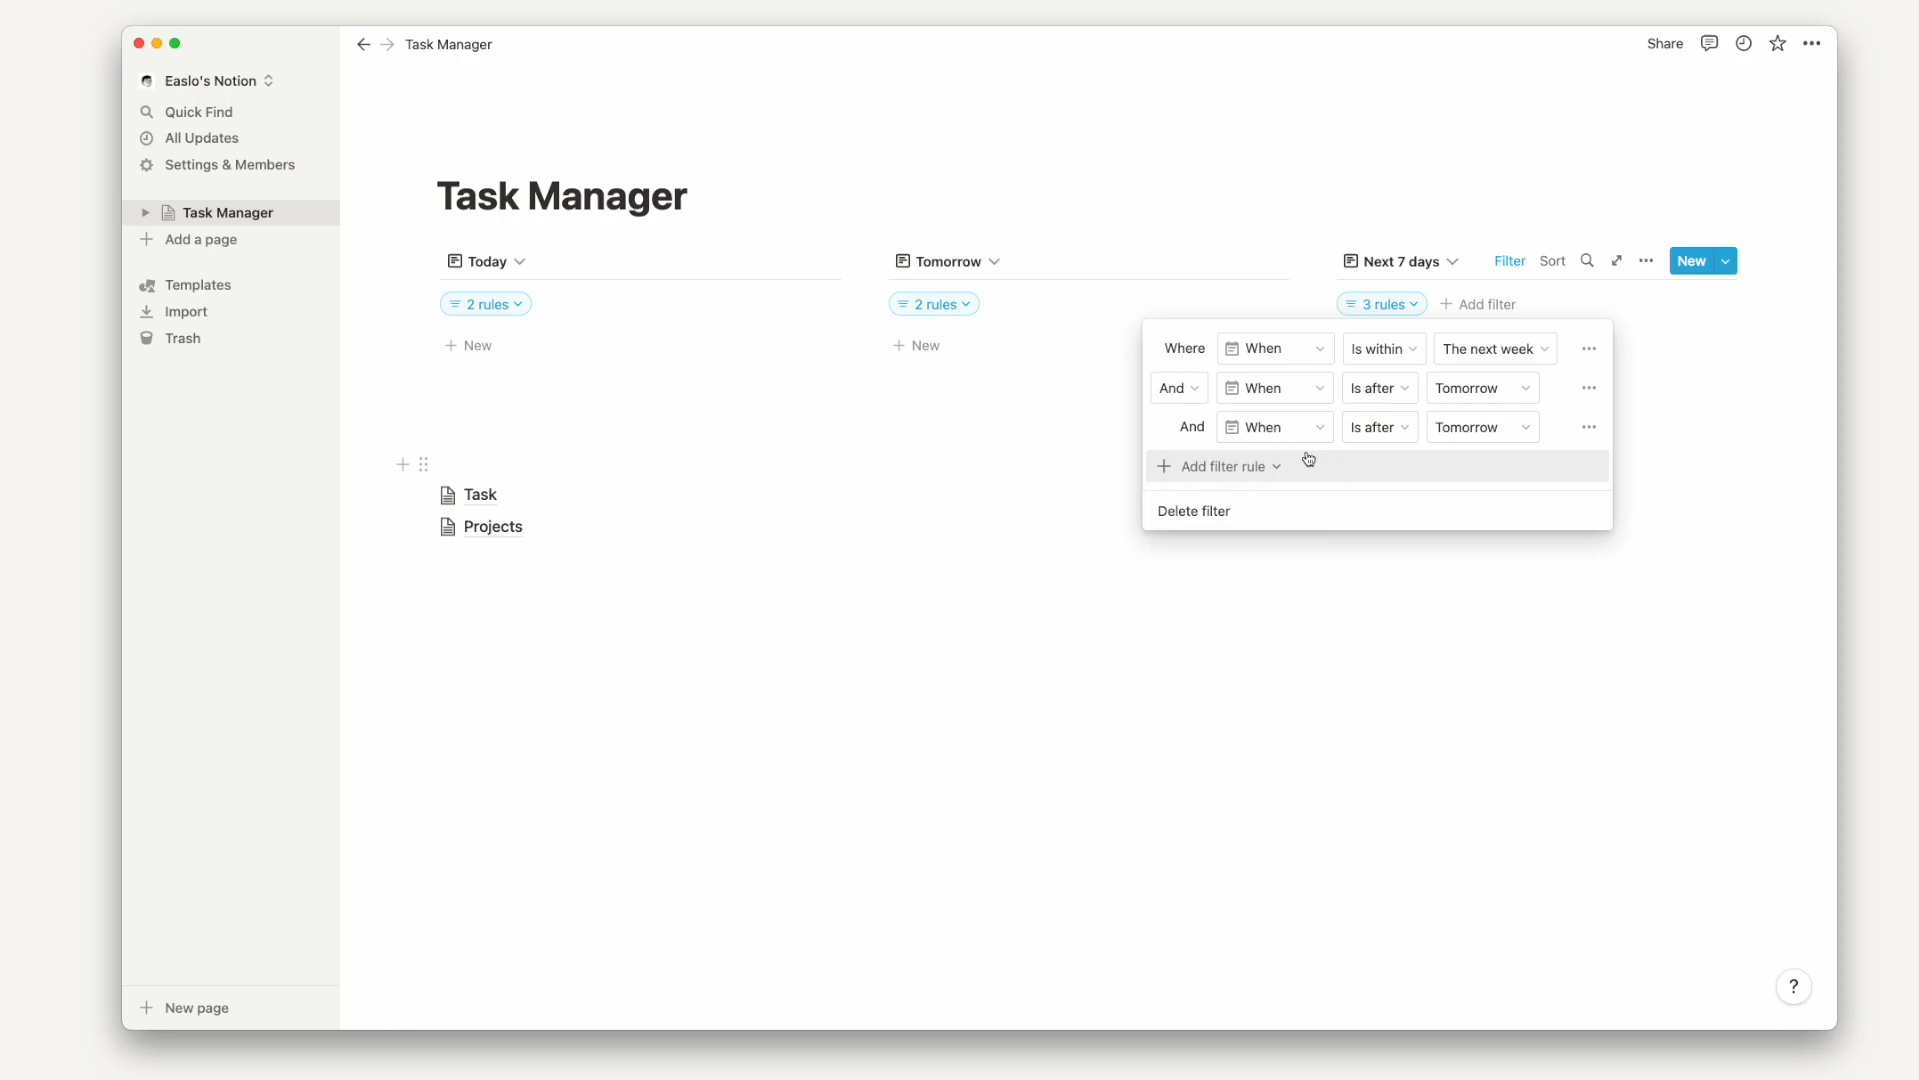 Task Manager
Share
Easlo's Notion
Quick Find
All Updates
Settings & Members
Task Manager
Add a page
Templates
Import
Trash
New page
Task Manager
Today
2 rules
New
Tomorrow
2 rules
New
Next 7 days Filter Sort New
3 rules Add filter
Where When Is within The next week
And When Is after Tomorrow
And When Is after Tomorrow
Add filter rule
Delete filter
Task
Projects
?